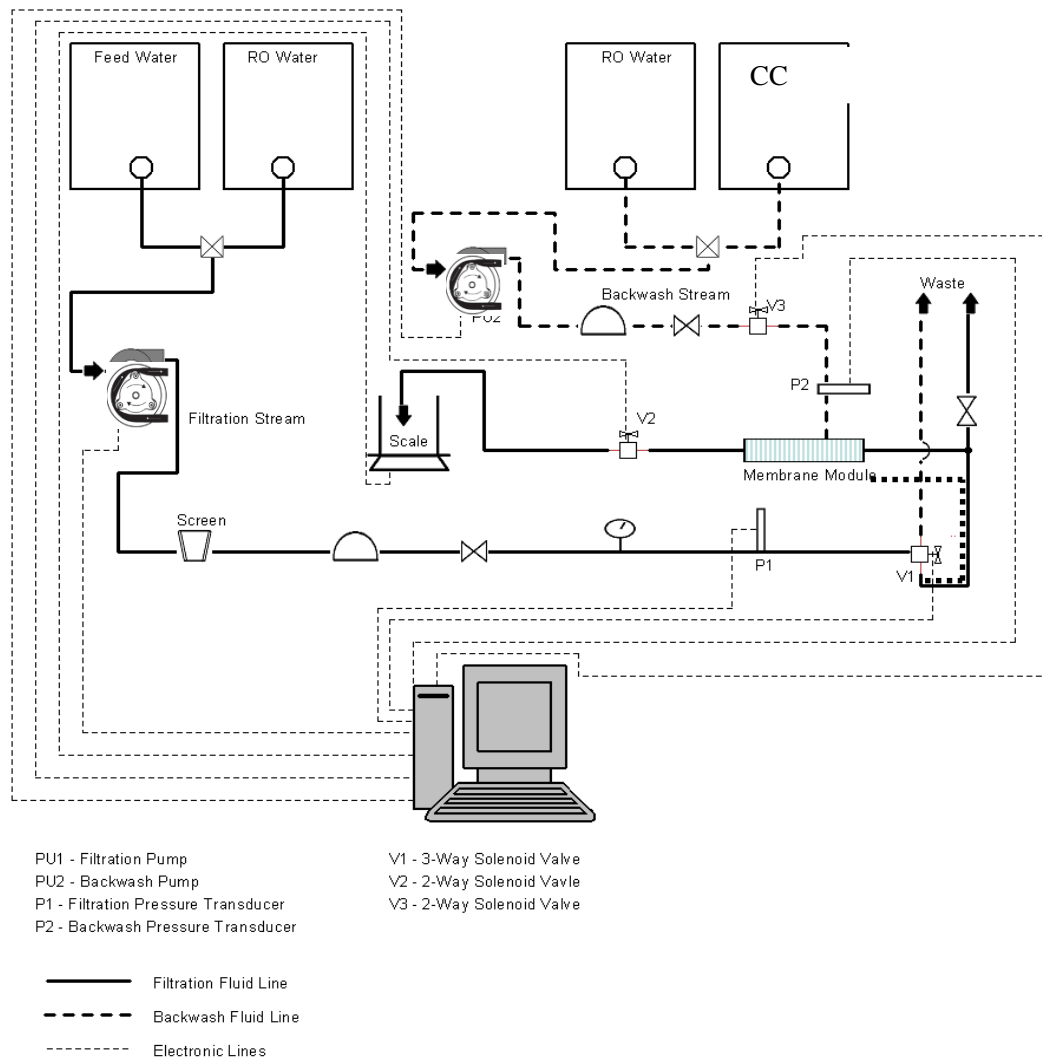 Feed Water
RO Water
RO Water
CC
PU2
Backwash Stream
V3
Waste
P2
Filtration Stream
Scale
V2
Membrane Module
Screen
P1
V1
PU1 - Filtration Pump
PU2 - Backwash Pump
P1 - Filtration Pressure Transducer
P2 - Backwash Pressure Transducer
V1 - 3-Way Solenoid Valve
V2 - 2-Way Solenoid Vavle
V3 - 2-Way Solenoid Valve
Filtration Fluid Line
Backwash Fluid Line
Electronic Lines